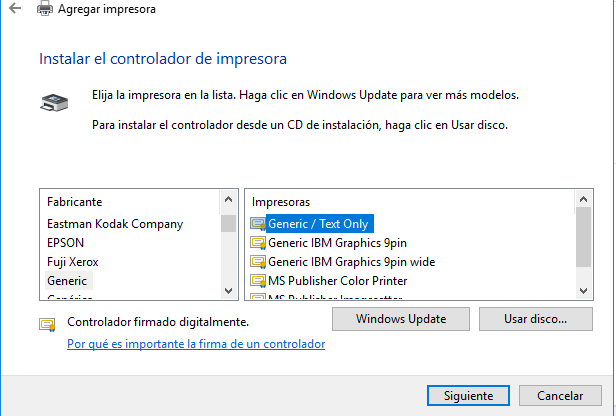 Agregar impresora
Instalar el controlador de impresora
Elija la impresora en la lista. Haga clic en Windows Update para ver más modelos.
Para instalar el controlador desde un CD de instalación, haga clic en Usar disco.
Fabricante
Eastman Kodak Company
EPSON
Fuji Xerox
Generic
Genérico
Impresoras
Generic / Text Only
Generic IBM Graphics 9pin
Generic IBM Graphics 9pin wide
MS Publisher Color Printer
MS Publisher Imagesetter
Controlador firmado digitalmente.
Por qué es importante la firma de un controlador
Windows Update
Usar disco...
Siguiente
Cancelar